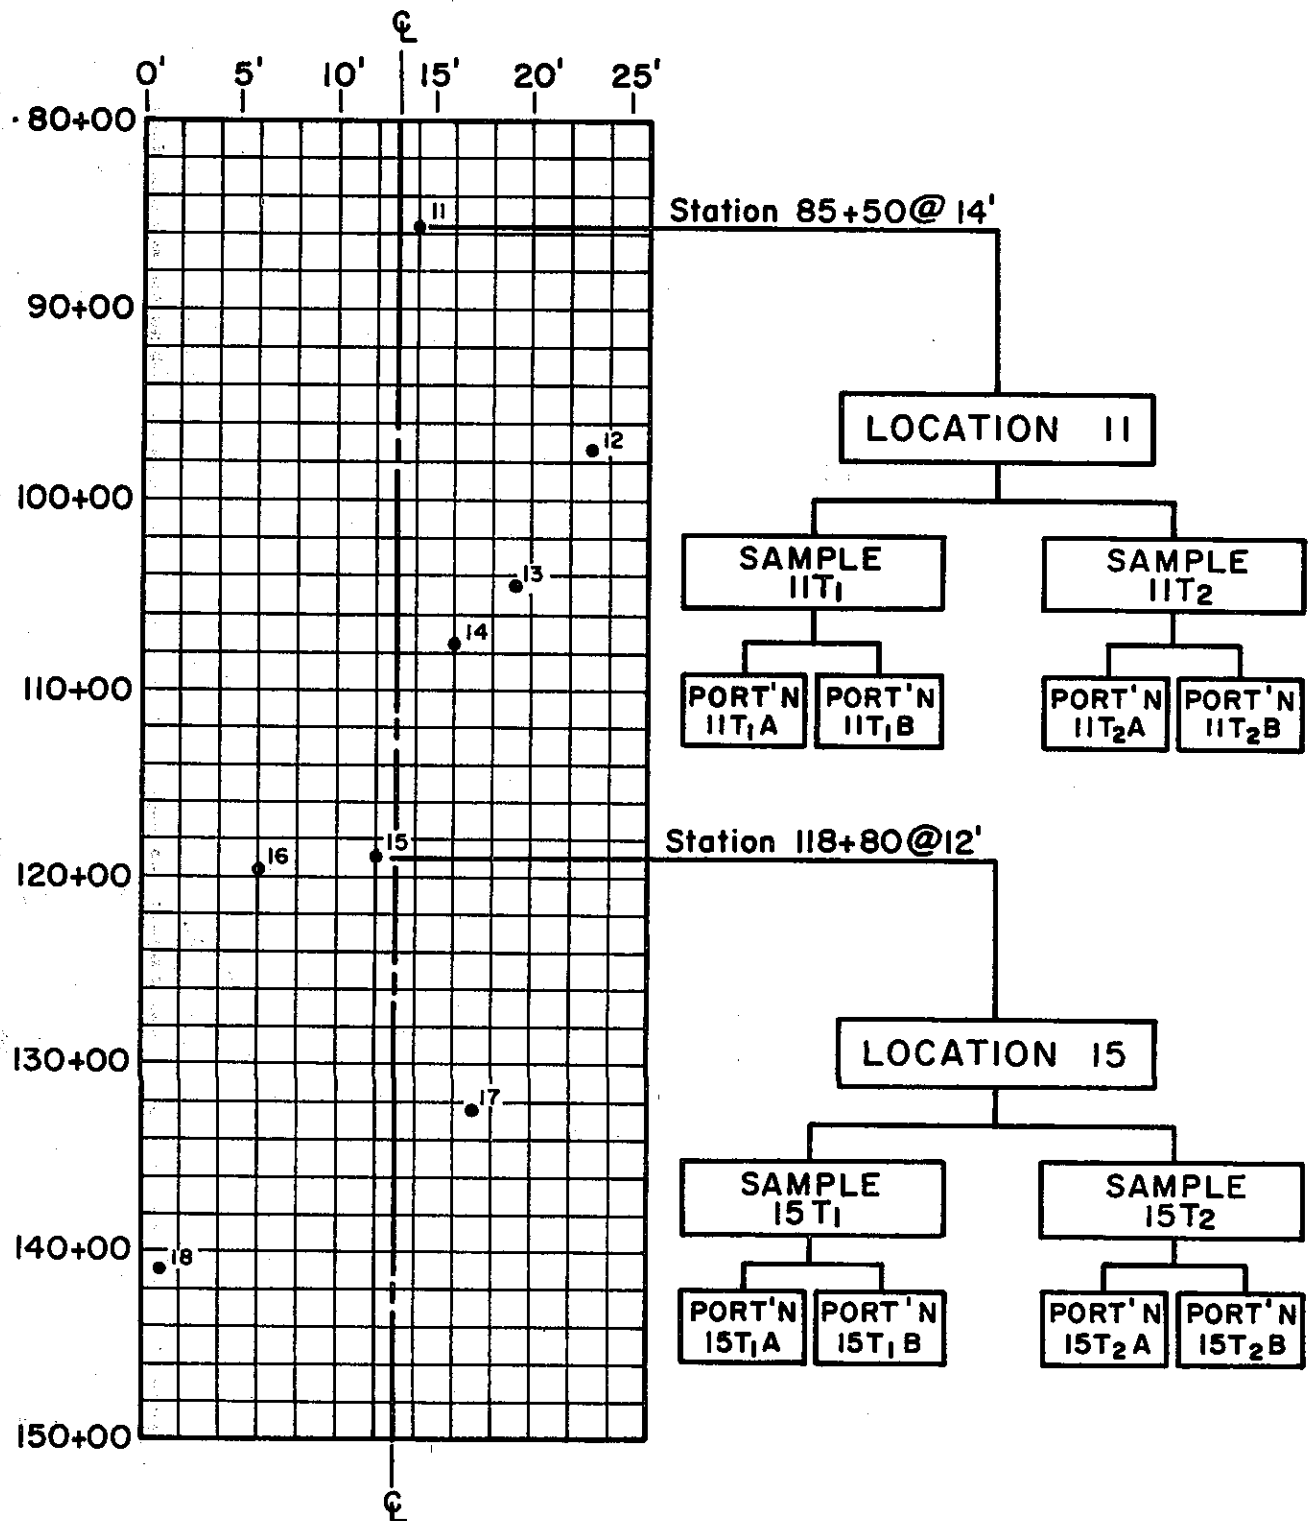 ℄
0' 5' 10' 15' 20' 25'
80+00
90+00
100+00
110+00
120+00
130+00
140+00
150+00
11
12
13
14
15
16
17
18
℄
Station 85+50@ 14'
LOCATION 11
SAMPLE
11T₁
SAMPLE
11T₂
PORT'N
11T₁A
PORT'N
11T₁B
PORT'N
11T₂A
PORT'N
11T₂B
Station 118+80@12'
LOCATION 15
SAMPLE
15T₁
SAMPLE
15T₂
PORT'N
15T₁A
PORT'N
15T₁B
PORT'N
15T₂A
PORT'N
15T₂B